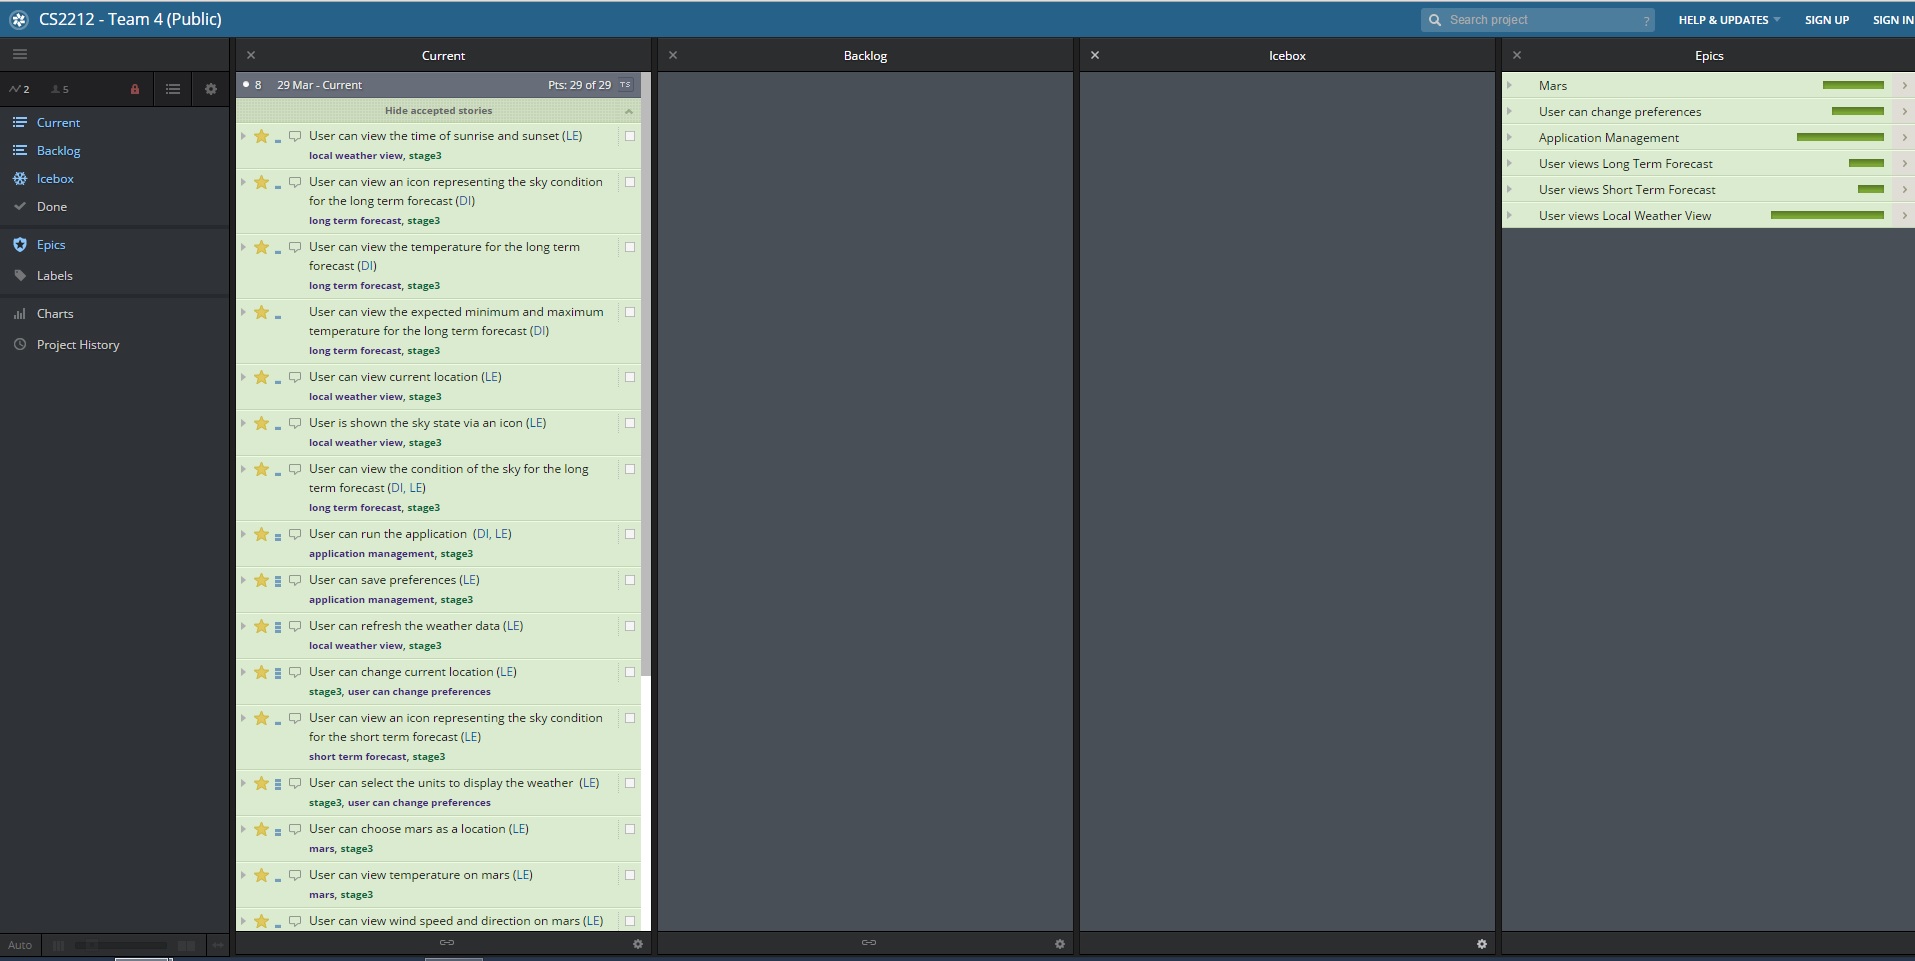 CS2212 - Team 4 (Public)
Search project
?
HELP & UPDATES
SIGN UP
SIGN IN
2
5
Current
Backlog
Icebox
Done
Epics
Labels
Charts
Project History
Auto
Current
8 29 Mar - Current Pts: 29 of 29 TS
Hide accepted stories
User can view the time of sunrise and sunset (LE)
local weather view, stage3
User can view an icon representing the sky condition
for the long term forecast (DI)
long term forecast, stage3
User can view the temperature for the long term
forecast (DI)
long term forecast, stage3
User can view the expected minimum and maximum
temperature for the long term forecast (DI)
long term forecast, stage3
User can view current location (LE)
local weather view, stage3
User is shown the sky state via an icon (LE)
local weather view, stage3
User can view the condition of the sky for the long
term forecast (DI, LE)
long term forecast, stage3
User can run the application (DI, LE)
application management, stage3
User can save preferences (LE)
application management, stage3
User can refresh the weather data (LE)
local weather view, stage3
User can change current location (LE)
stage3, user can change preferences
User can view an icon representing the sky condition
for the short term forecast (LE)
short term forecast, stage3
User can select the units to display the weather (LE)
stage3, user can change preferences
User can choose mars as a location (LE)
mars, stage3
User can view temperature on mars (LE)
mars, stage3
User can view wind speed and direction on mars (LE)
Backlog
Icebox
Epics
Mars
User can change preferences
Application Management
User views Long Term Forecast
User views Short Term Forecast
User views Local Weather View